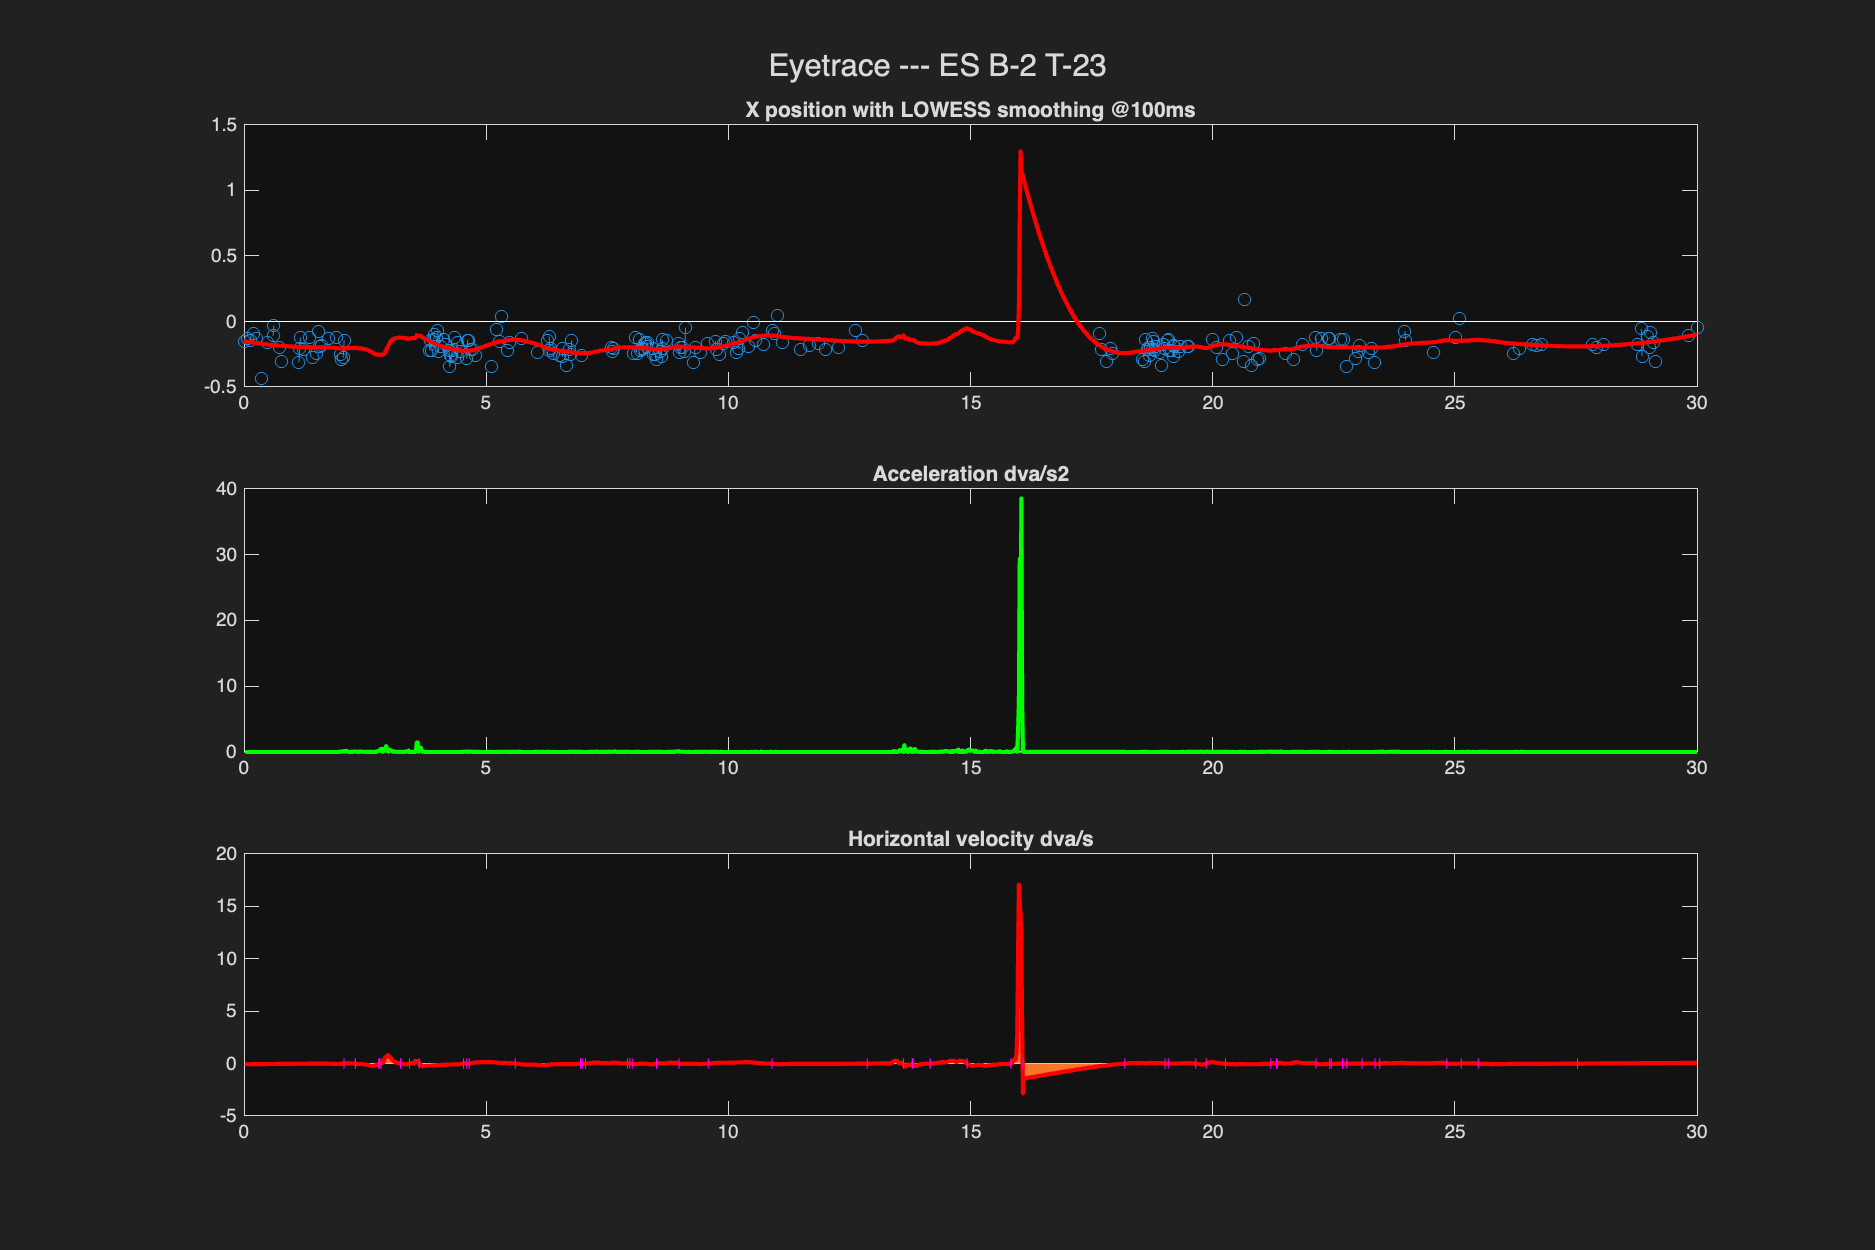 Eyetrace --- ES B-2 T-23
X position with LOWESS smoothing @100ms
1.5
1
0.5
0
-0.5
0 5 10 15 20 25 30
Acceleration dva/s2
40
30
20
10
0
0 5 10 15 20 25 30
Horizontal velocity dva/s
20
15
10
5
0
-5
0 5 10 15 20 25 30